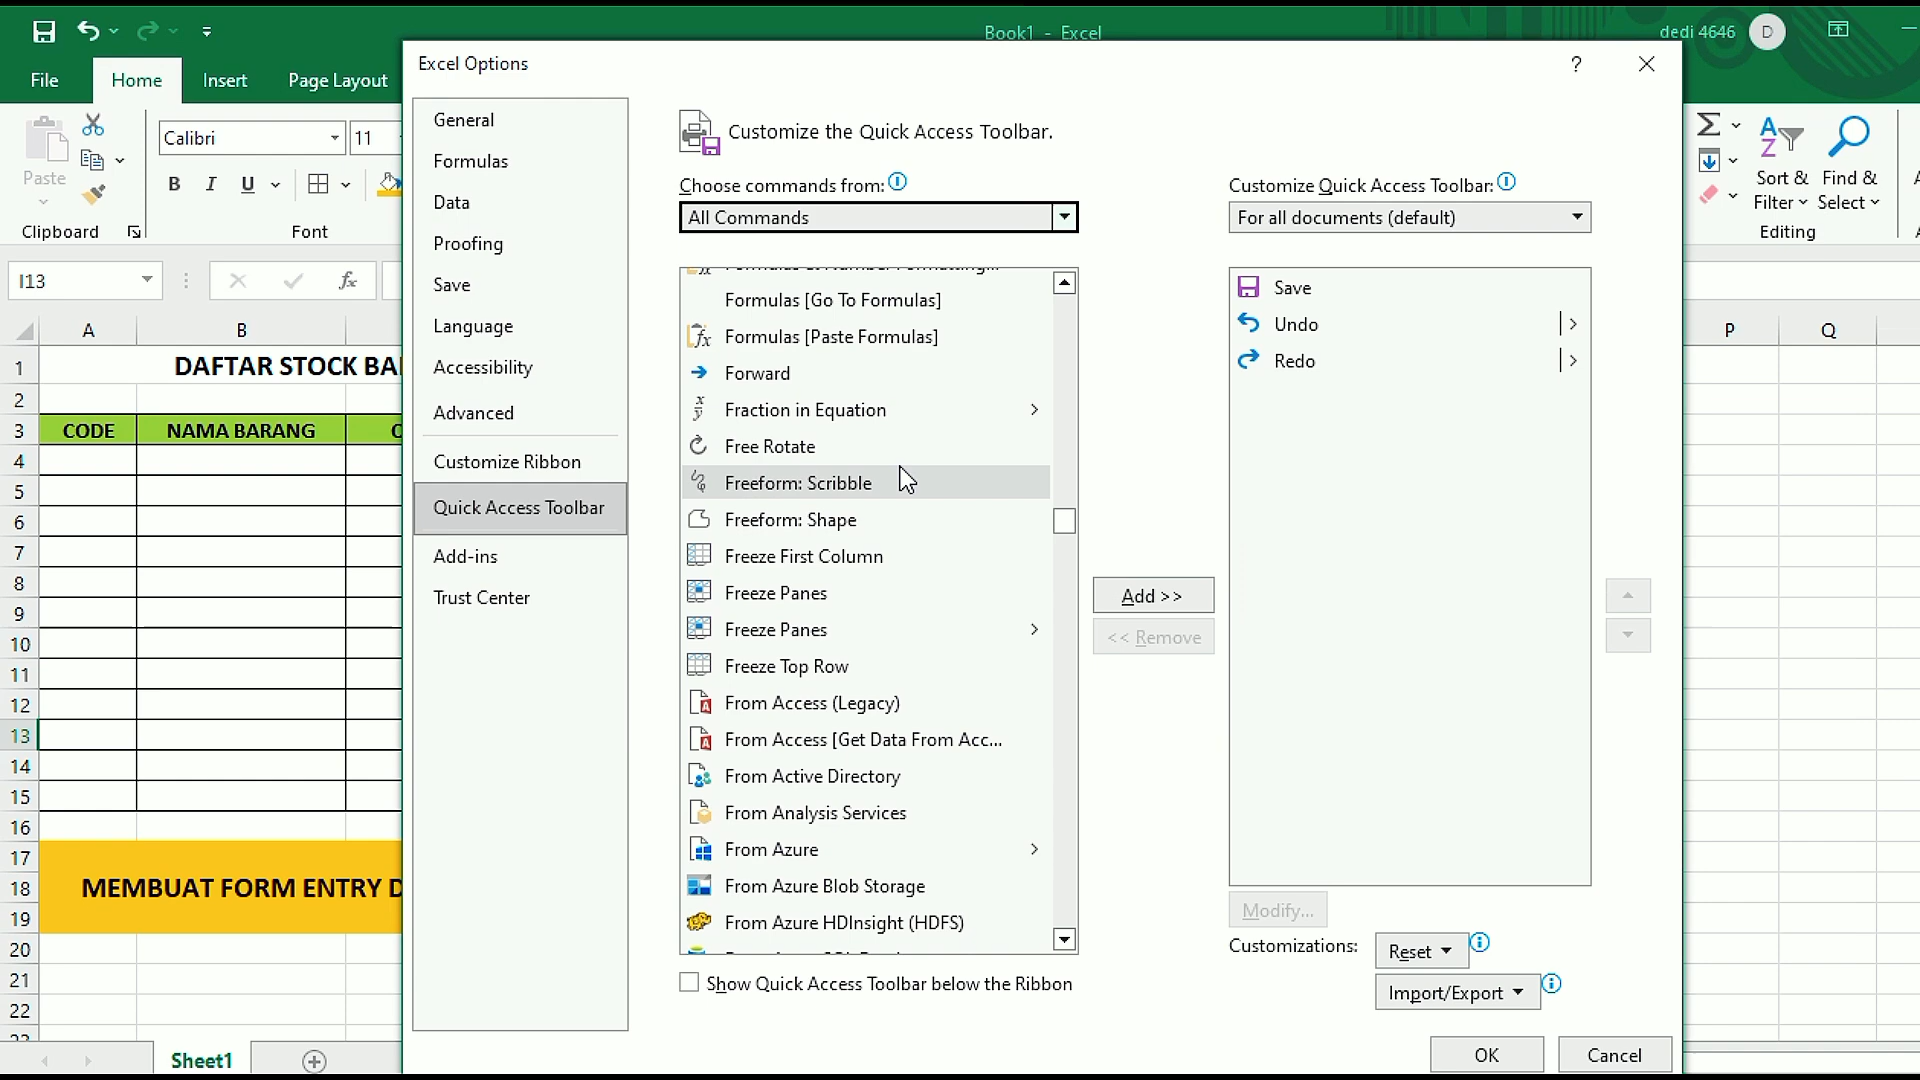 Book1 - Excel
dedi 4646
D
File
Home
Insert
Page Layout
Paste
Clipboard
Calibri
11
B I U
Font
Sort & Filter
Find & Select
Editing
I13
fx
A
B
P
Q
1
DAFTAR STOCK BA
2
3
CODE
NAMA BARANG
4
5
6
7
8
9
10
11
12
13
14
15
16
17
18
MEMBUAT FORM ENTRY D
19
20
21
22
Sheet1
Excel Options
?
General
Formulas
Data
Proofing
Save
Language
Accessibility
Advanced
Customize Ribbon
Quick Access Toolbar
Add-ins
Trust Center
Customize the Quick Access Toolbar.
Choose commands from:
All Commands
Formulas [Go To Formulas]
Formulas [Paste Formulas]
Forward
Fraction in Equation
Free Rotate
Freeform: Scribble
Freeform: Shape
Freeze First Column
Freeze Panes
Freeze Panes
Freeze Top Row
From Access (Legacy)
From Access [Get Data From Acc...
From Active Directory
From Analysis Services
From Azure
From Azure Blob Storage
From Azure HDInsight (HDFS)
Show Quick Access Toolbar below the Ribbon
Add >>
<< Remove
Customize Quick Access Toolbar:
For all documents (default)
Save
Undo
Redo
Modify...
Customizations:
Reset
Import/Export
OK
Cancel